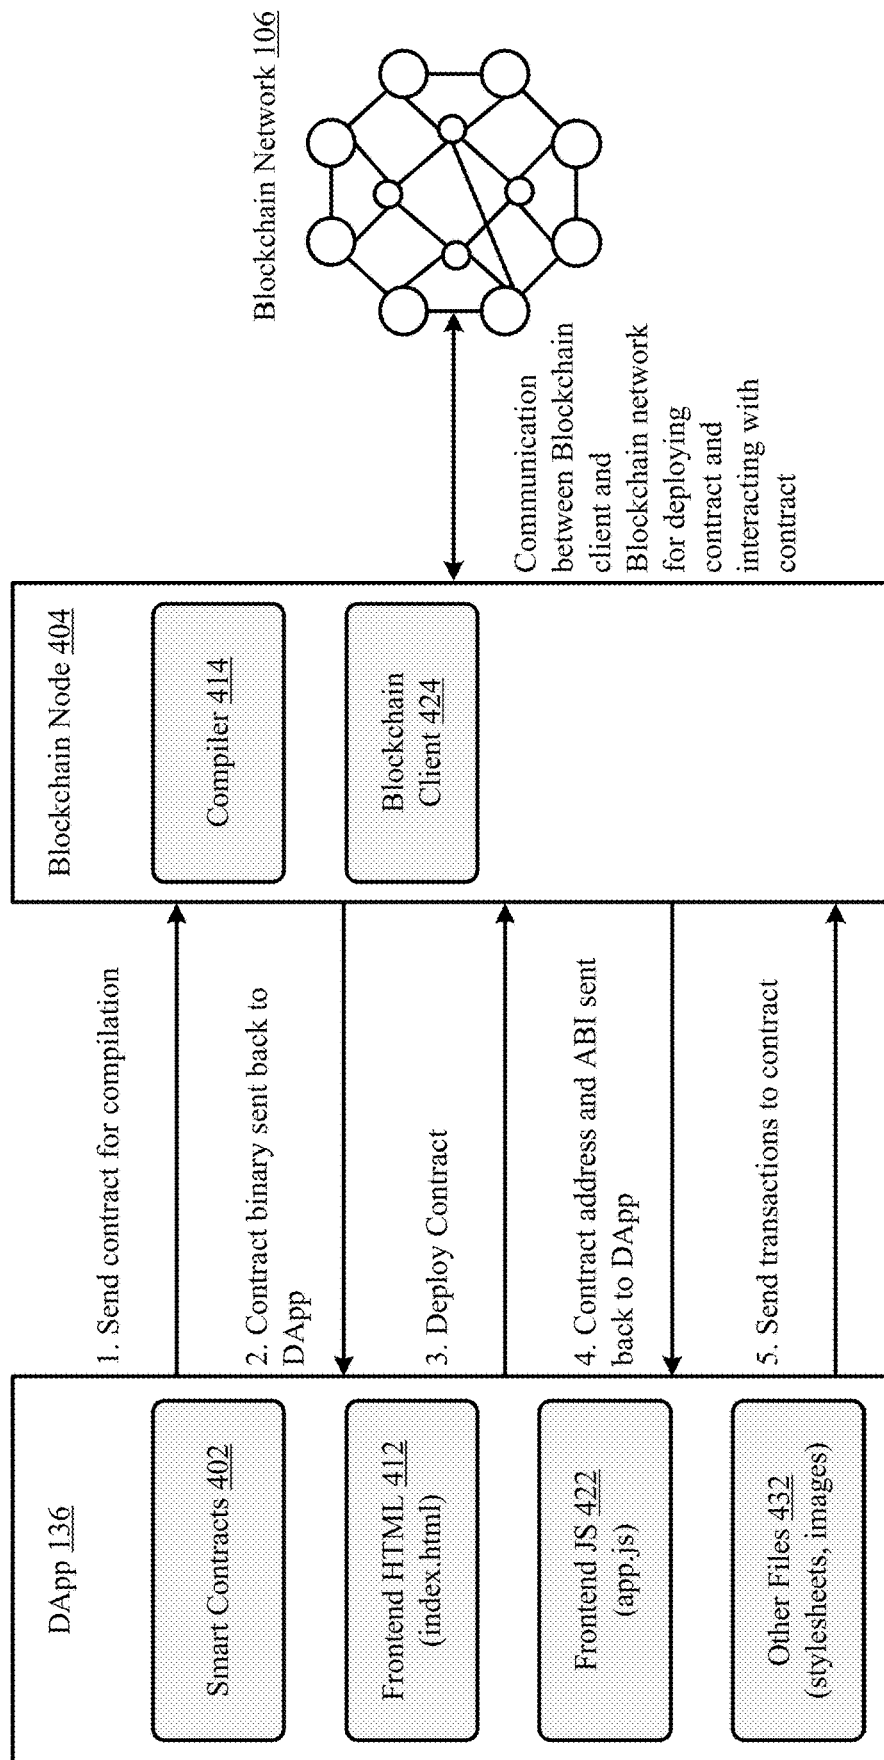 DApp 136
Smart Contracts 402
Frontend HTML 412
(index.html)
Frontend JS 422
(app.js)
Other Files 432
(stylesheets, images)
1. Send contract for compilation
2. Contract binary sent back to
DApp
3. Deploy Contract
4. Contract address and ABI sent
back to DApp
5. Send transactions to contract
Blockchain Node 404
Compiler 414
Blockchain
Client 424
Blockchain Network 106
Communication
between Blockchain
client and
Blockchain network
for deploying
contract and
interacting with
contract